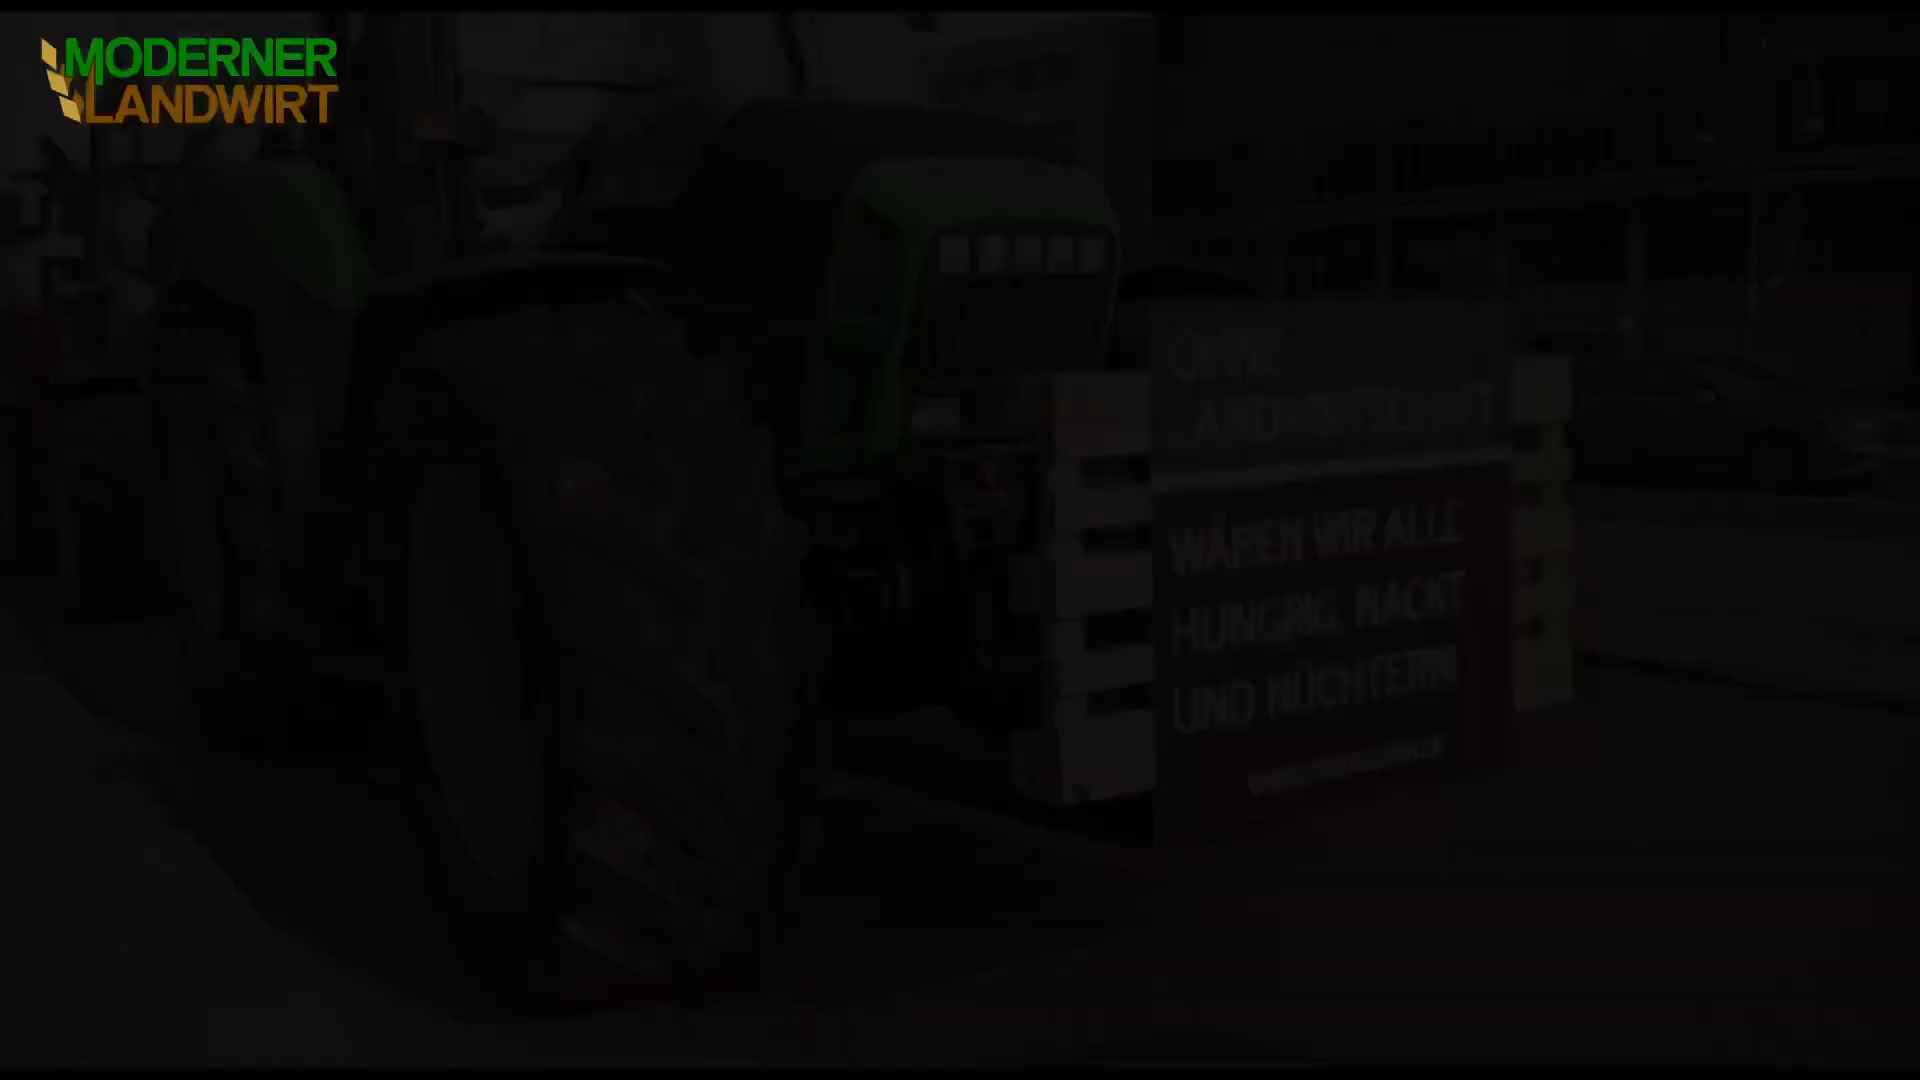 MODERNER
LANDWIRT
OHNE
LANDWIRTSCHAFT
WÄREN WIR ALLE
HUNGRIG, NACKT
UND NÜCHTERN!